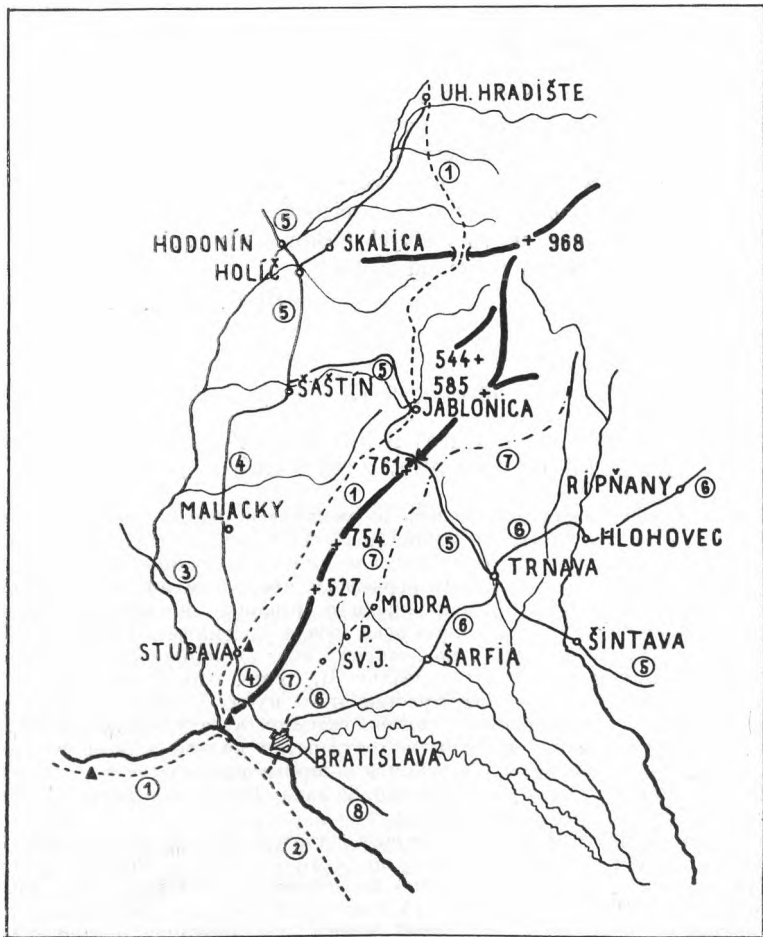 UH. HRADIŠTE
1
5
HODONÍN
SKALICA
968
HOLÍČ
5
544
5
585
ŠAŠTÍN
JABLONICA
4
761
7
1
RIPŇANY
6
MALACKY
6
HLOHOVEC
754
5
3
7
TRNAVA
527
MODRA
6
P.
ŠINTAVA
STUPAVA
SV. J.
ŠARFIA
4
7
5
6
BRATISLAVA
1
8
2